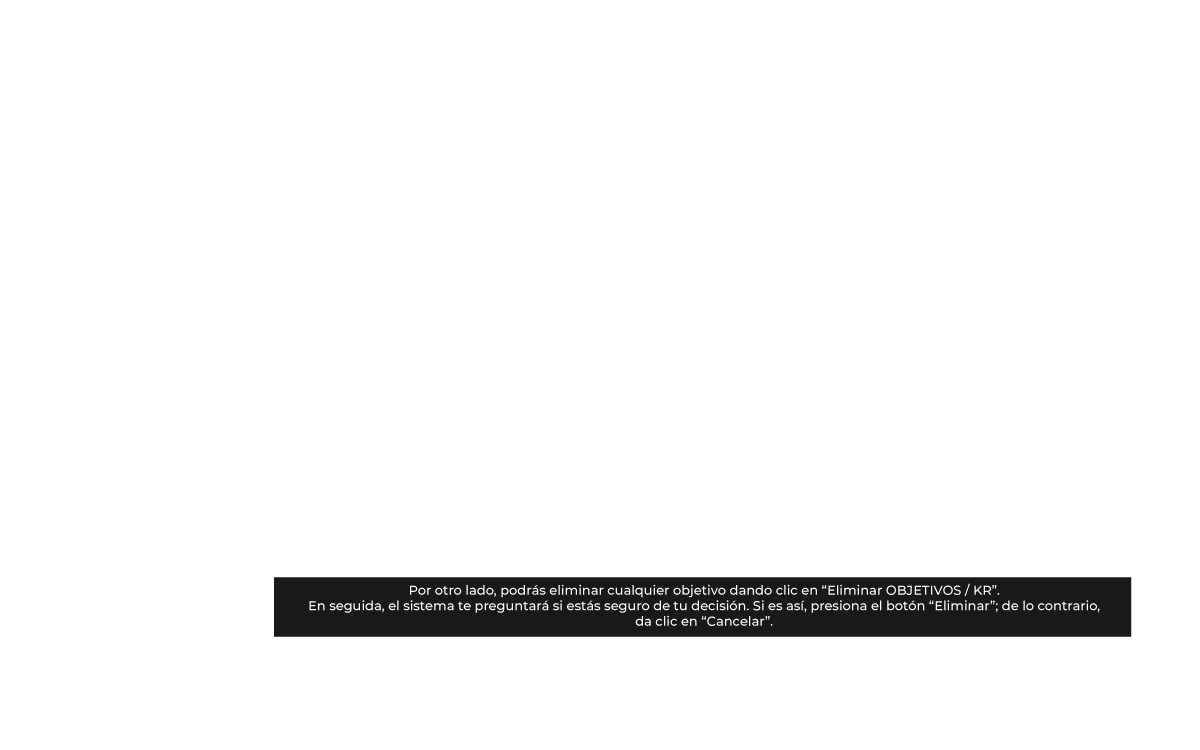 Por otro lado, podrás eliminar cualquier objetivo dando clic en “Eliminar OBJETIVOS / KR”.
En seguida, el sistema te preguntará si estás seguro de tu decisión. Si es así, presiona el botón “Eliminar”; de lo contrario,
da clic en “Cancelar”.